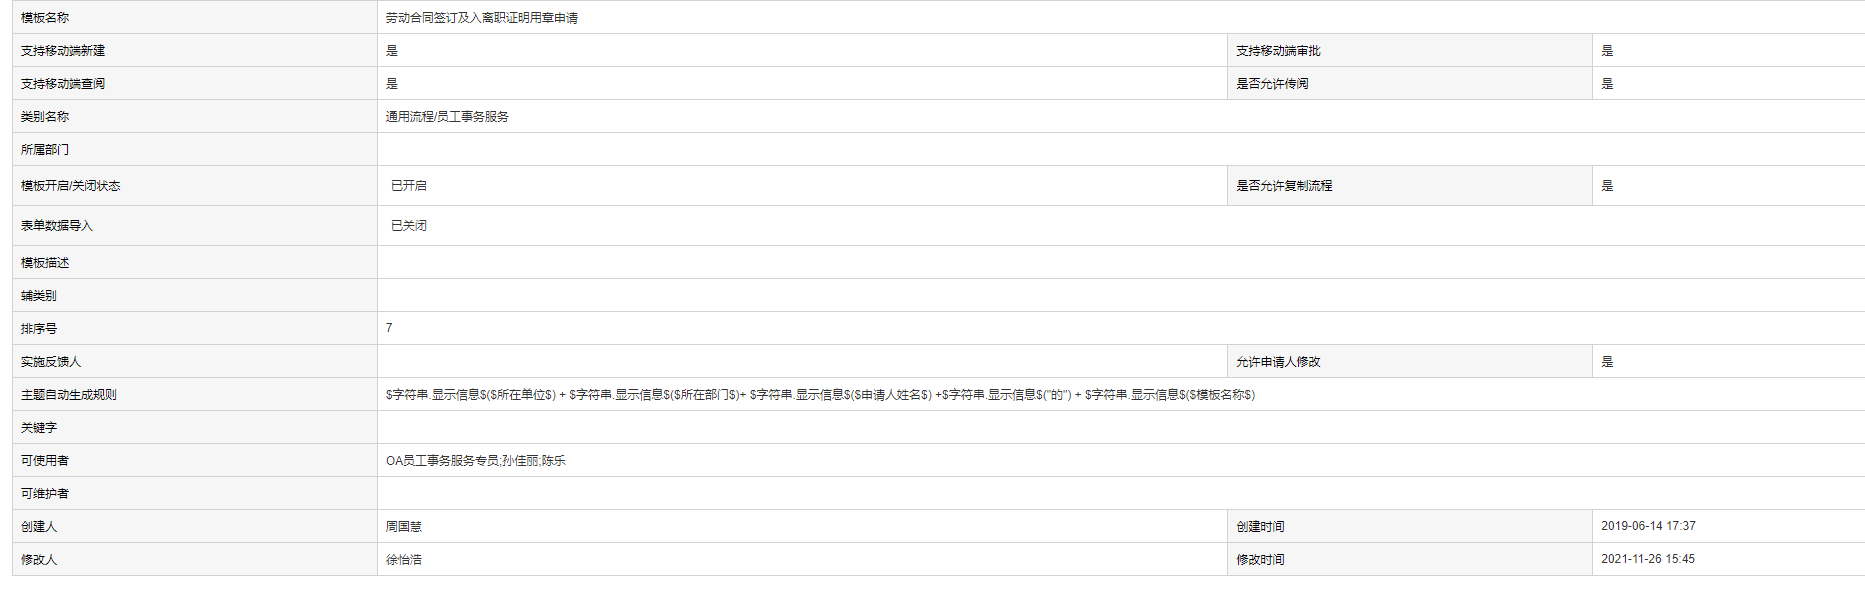 模板名称 劳动合同签订及入离职证明用章申请
支持移动端新建 是 支持移动端审批 是
支持移动端查阅 是 是否允许传阅 是
类别名称 通用流程/员工事务服务
所属部门
模板开启/关闭状态 已开启 是否允许复制流程 是
表单数据导入 已关闭
模板描述
辅类别
排序号 7
实施反馈人 允许申请人修改 是
主题自动生成规则 $字符串.显示信息$($所在单位$) + $字符串.显示信息$($所在部门$)+ $字符串.显示信息$($申请人姓名$) +$字符串.显示信息$("的") + $字符串.显示信息$($模板名称$)
关键字
可使用者 OA员工事务服务专员;孙佳丽;陈乐
可维护者
创建人 周国慧 创建时间 2019-06-14 17:37
修改人 徐怡浩 修改时间 2021-11-26 15:45